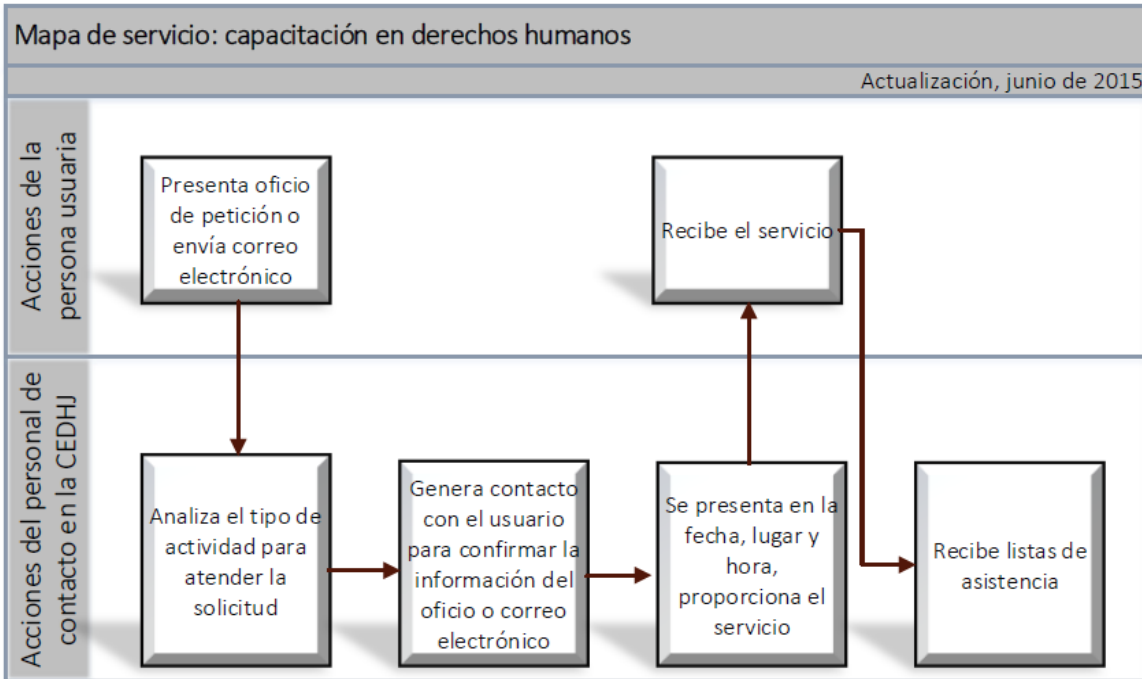 Mapa de servicio: capacitación en derechos humanos
Actualización, junio de 2015
Acciones de la
persona usuaria
Presenta oficio
de petición o
envía correo
electrónico
Recibe el servicio
Acciones del personal de
contacto en la CEDHJ
Analiza el tipo de
actividad para
atender la
solicitud
Genera contacto
con el usuario
para confirmar la
información del
oficio o correo
electrónico
Se presenta en la
fecha, lugar y
hora,
proporciona el
servicio
Recibe listas de
asistencia